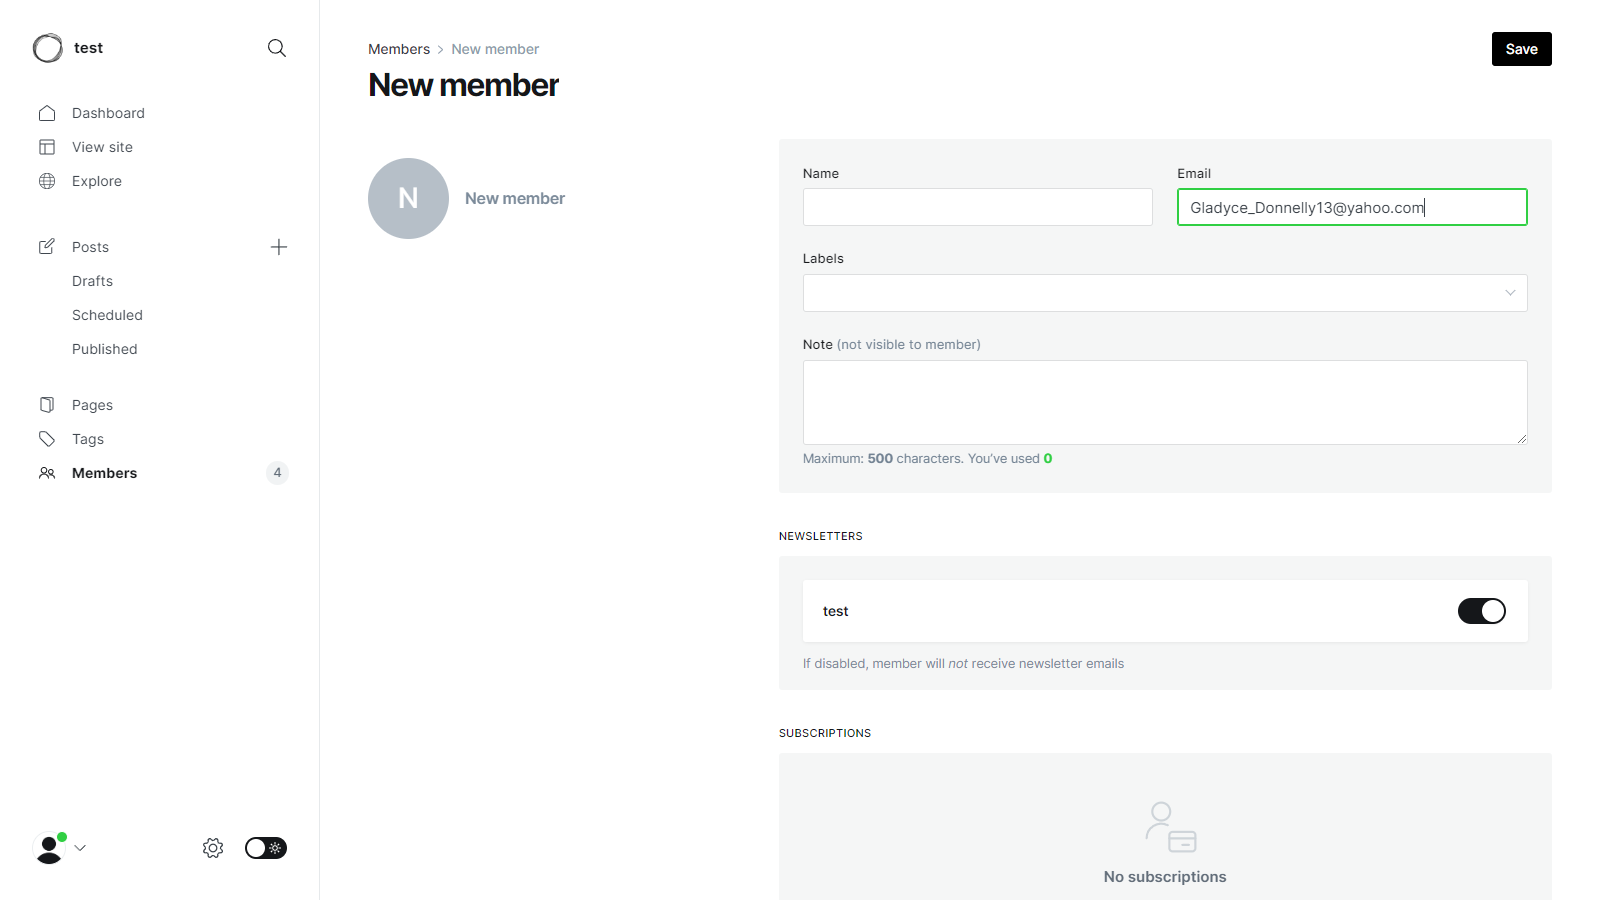 test
Dashboard
View site
Explore
Posts
Drafts
Scheduled
Published
Pages
Tags
Members 4
Members New member
Save
New member
N
New member
Name
Email
Gladyce_Donnelly13@yahoo.com
Labels
Note (not visible to member)
Maximum: 500 characters. You've used 0
NEWSLETTERS
test
If disabled, member will not receive newsletter emails
SUBSCRIPTIONS
No subscriptions